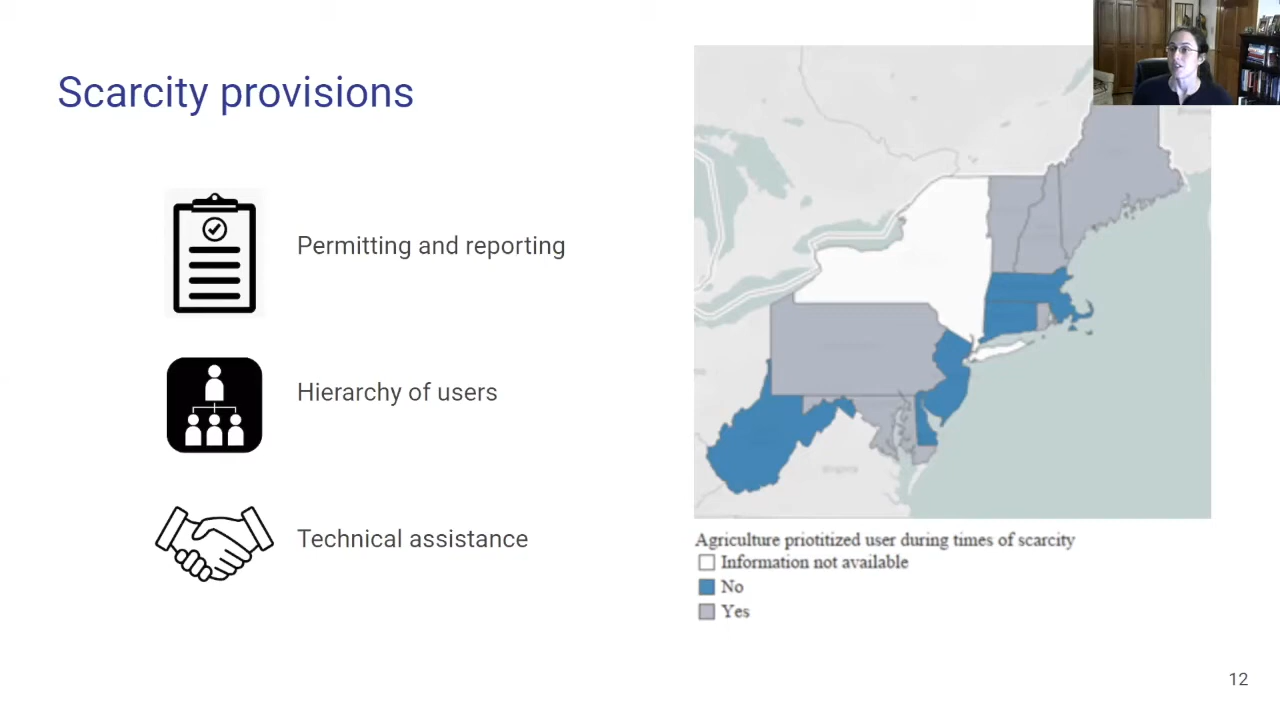 Scarcity provisions
Permitting and reporting
Hierarchy of users
Technical assistance
Agriculture priotitized user during times of scarcity
Information not available
No
Yes
12